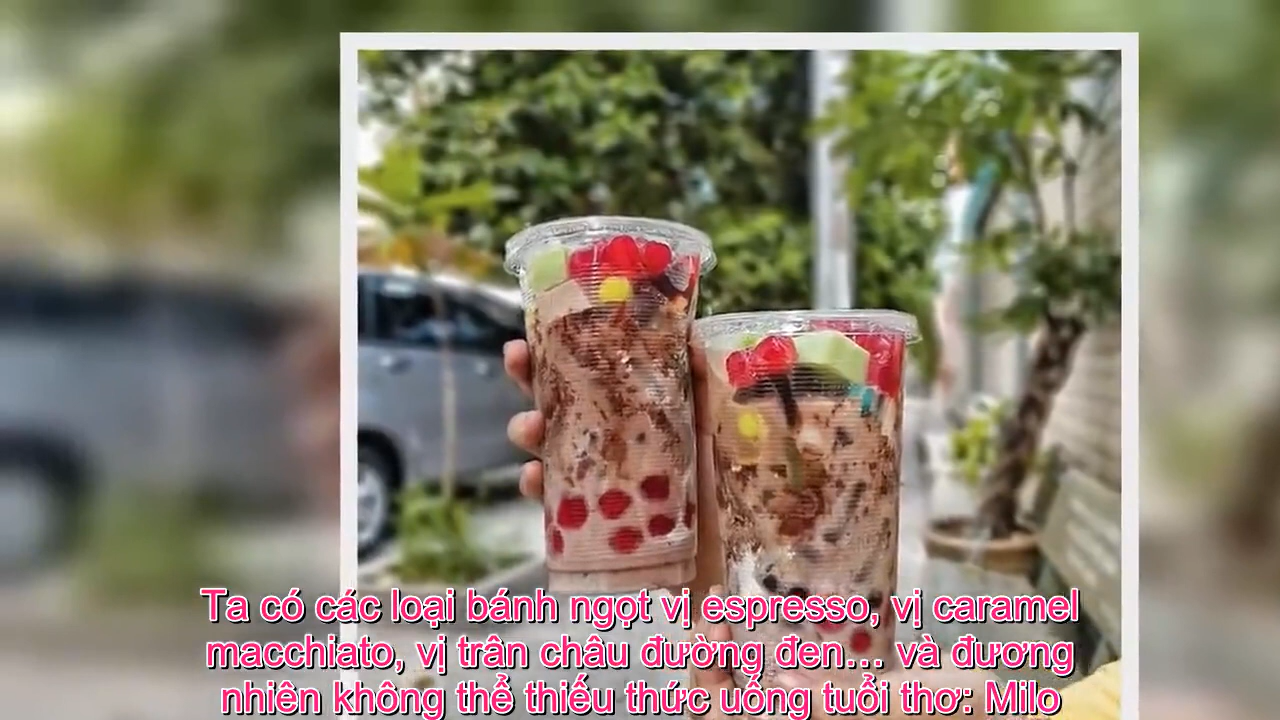 Ta có các loại bánh ngọt vị espresso, vị caramel
macchiato, vị trân châu đường đen... và đương
nhiên không thể thiếu thức uống tuổi thơ: Milo